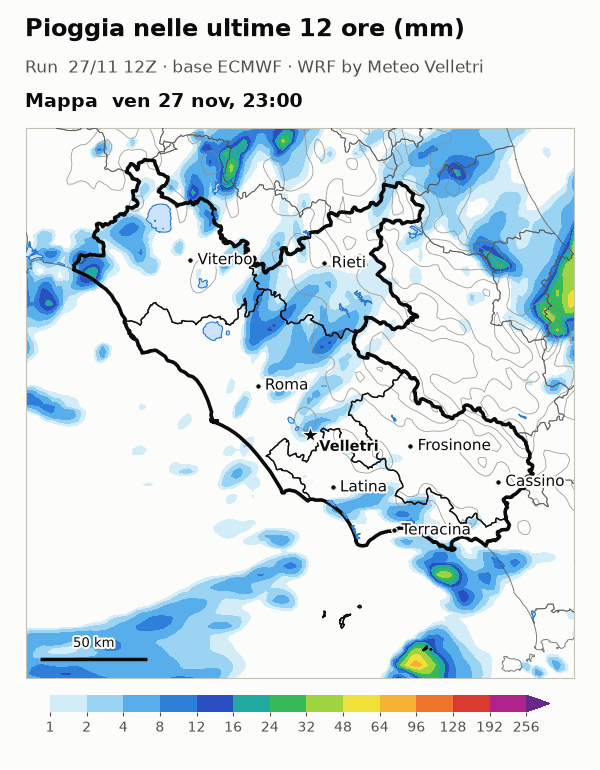 Pioggia nelle ultime 12 ore (mm)
Run  27/11 12Z · base ECMWF · WRF by Meteo Velletri
Mappa  ven 27 nov, 23:00
Viterbo
Rieti
Roma
Velletri
Frosinone
Cassino
Latina
Terracina
50 km
1 2 4 8 12 16 24 32 48 64 96 128 192 256